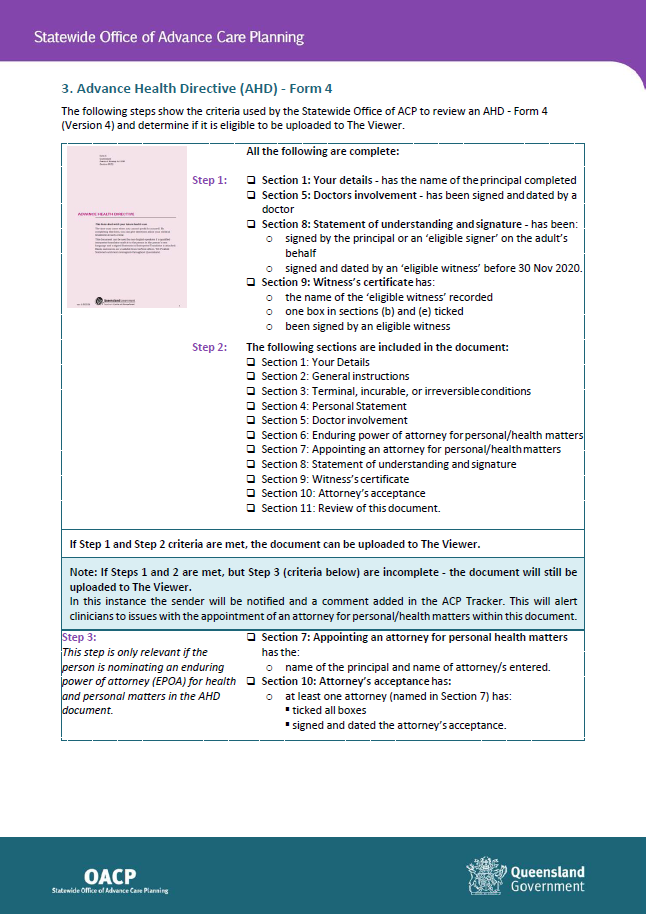 Statewide Office of Advance Care Planning
3. Advance Health Directive (AHD) - Form 4
The following steps show the criteria used by the Statewide Office of ACP to review an AHD - Form 4
(Version 4) and determine if it is eligible to be uploaded to The Viewer.
ADVANCE HEALTH DIRECTIVE
Queensland Government
All the following are complete:
Step 1:
❑ Section 1: Your details - has the name of the principal completed
❑ Section 5: Doctors involvement - has been signed and dated by a
doctor
❑ Section 8: Statement of understanding and signature - has been:
o signed by the principal or an ‘eligible signer’ on the adult’s
behalf
o signed and dated by an ‘eligible witness’ before 30 Nov 2020.
❑ Section 9: Witness’s certificate has:
o the name of the ‘eligible witness’ recorded
o one box in sections (b) and (e) ticked
o been signed by an eligible witness
Step 2:
The following sections are included in the document:
❑ Section 1: Your Details
❑ Section 2: General instructions
❑ Section 3: Terminal, incurable, or irreversible conditions
❑ Section 4: Personal Statement
❑ Section 5: Doctor involvement
❑ Section 6: Enduring power of attorney for personal/health matters
❑ Section 7: Appointing an attorney for personal/health matters
❑ Section 8: Statement of understanding and signature
❑ Section 9: Witness’s certificate
❑ Section 10: Attorney’s acceptance
❑ Section 11: Review of this document.
If Step 1 and Step 2 criteria are met, the document can be uploaded to The Viewer.
Note: If Steps 1 and 2 are met, but Step 3 (criteria below) are incomplete - the document will still be
uploaded to The Viewer.
In this instance the sender will be notified and a comment added in the ACP Tracker. This will alert
clinicians to issues with the appointment of an attorney for personal/health matters within this document.
Step 3:
This step is only relevant if the
person is nominating an enduring
power of attorney (EPOA) for health
and personal matters in the AHD
document.
❑ Section 7: Appointing an attorney for personal health matters
has the:
o name of the principal and name of attorney/s entered.
❑ Section 10: Attorney’s acceptance has:
o at least one attorney (named in Section 7) has:
▪ ticked all boxes
▪ signed and dated the attorney’s acceptance.
OACP
Statewide Office of Advance Care Planning
Queensland
Government